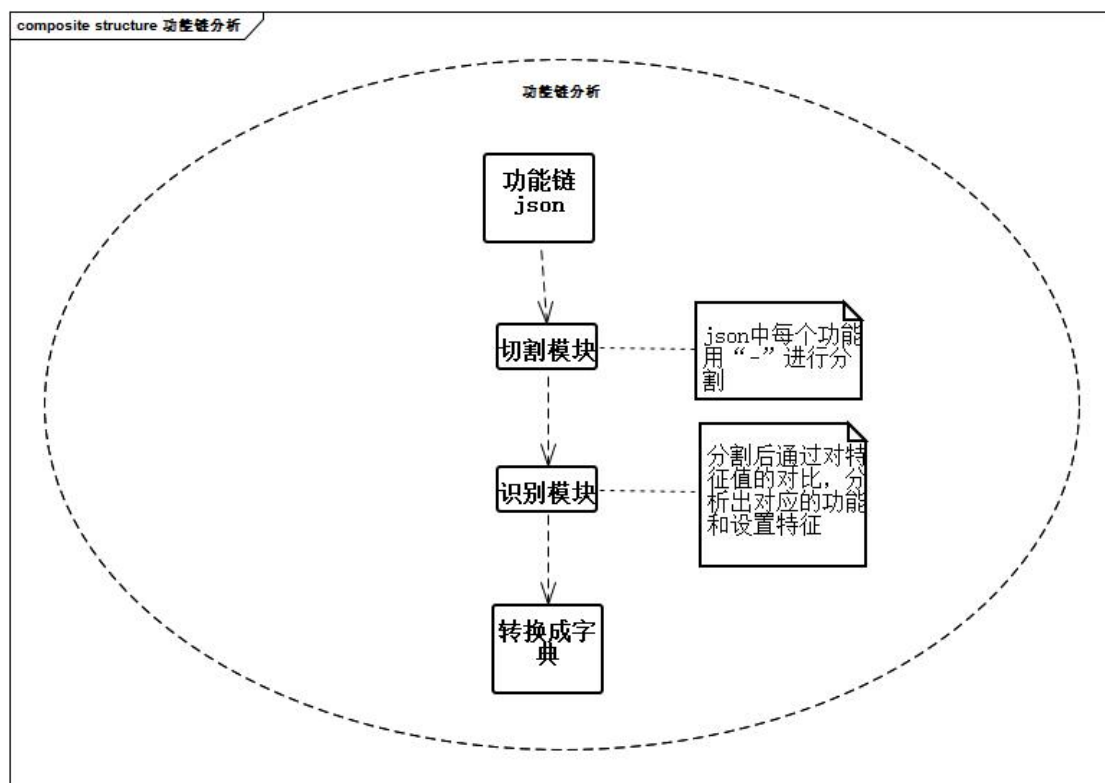 composite structure 功能链分析
功能链分析
功能链
json
切割模块
json中每个功能
用“-”进行分
割
识别模块
分割后通过对特
征值的对比，分
析出对应的功能
和设置特征
转换成字
典